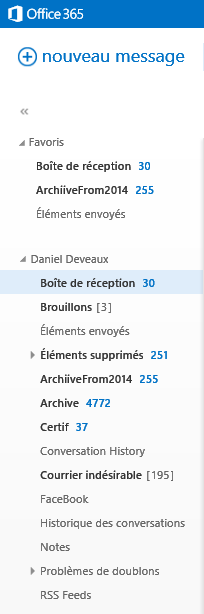 Office 365
nouveau message
«
Favoris
Boîte de réception 30
ArchiiveFrom2014 255
Éléments envoyés
Daniel Deveaux
Boîte de réception 30
Brouillons [3]
Éléments envoyés
Éléments supprimés 251
ArchiiveFrom2014 255
Archive 4772
Certif 37
Conversation History
Courrier indésirable [195]
FaceBook
Historique des conversations
Notes
Problèmes de doublons
RSS Feeds